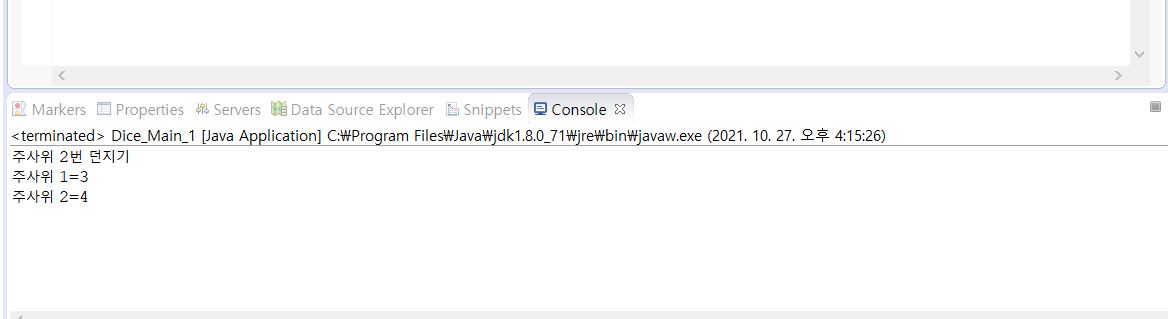 Markers Properties Servers Data Source Explorer Snippets Console
<terminated> Dice_Main_1 [Java Application] C:₩Program Files₩Java₩jdk1.8.0_71₩jre₩bin₩javaw.exe (2021. 10. 27. 오후 4:15:26)
주사위 2번 던지기
주사위 1=3
주사위 2=4